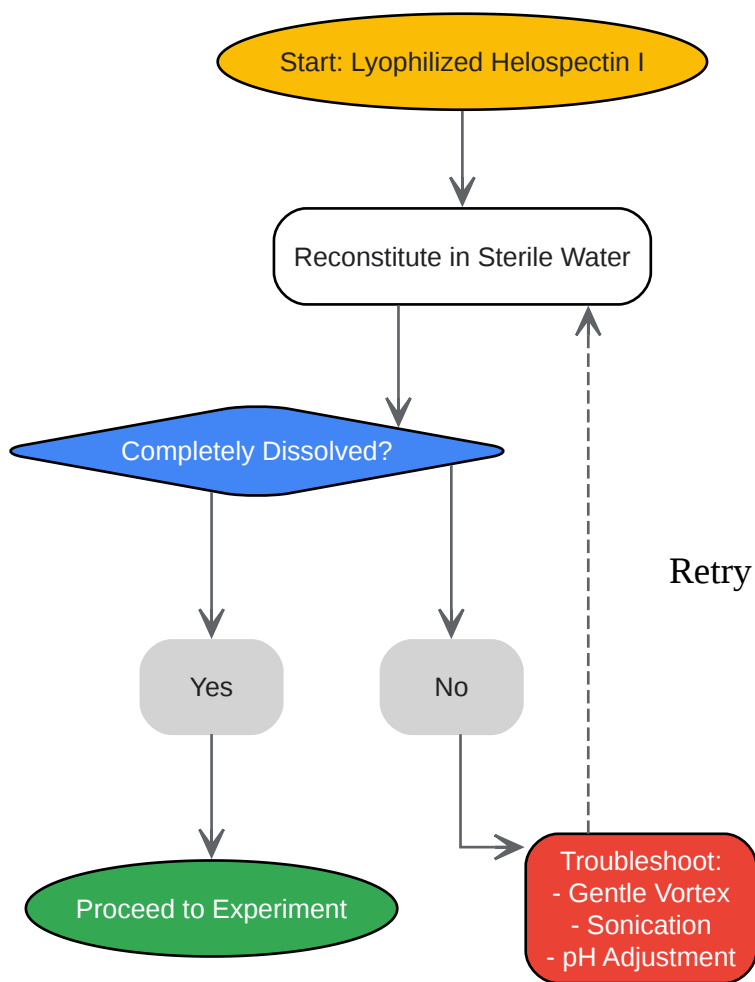 Start: Lyophilized Helospectin I
Reconstitute in Sterile Water
Completely Dissolved?
Retry
Yes
No
Troubleshoot:
- Gentle Vortex
- Sonication
- pH Adjustment
Proceed to Experiment